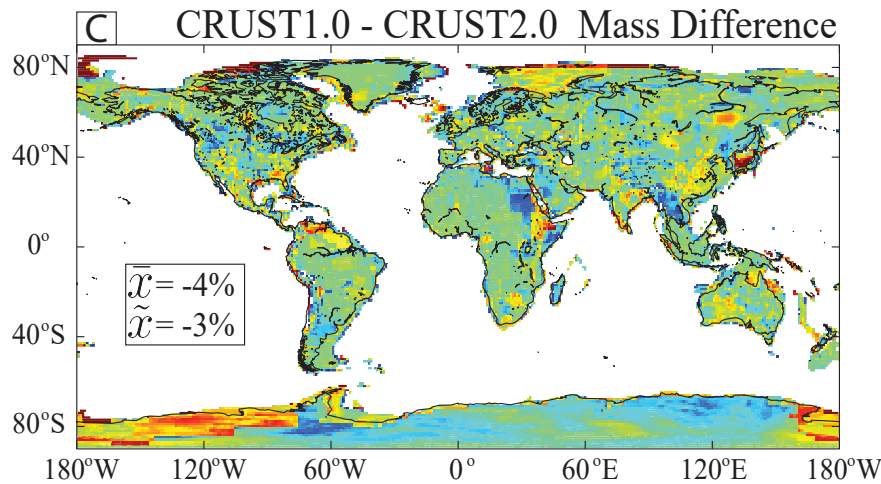 C CRUST1.0 - CRUST2.0 Mass Difference
80°N
40°N
0°
x̄ = -4%
x̃ = -3%
40°S
80°S
180°W 120°W 60°W 0° 60°E 120°E 180°W